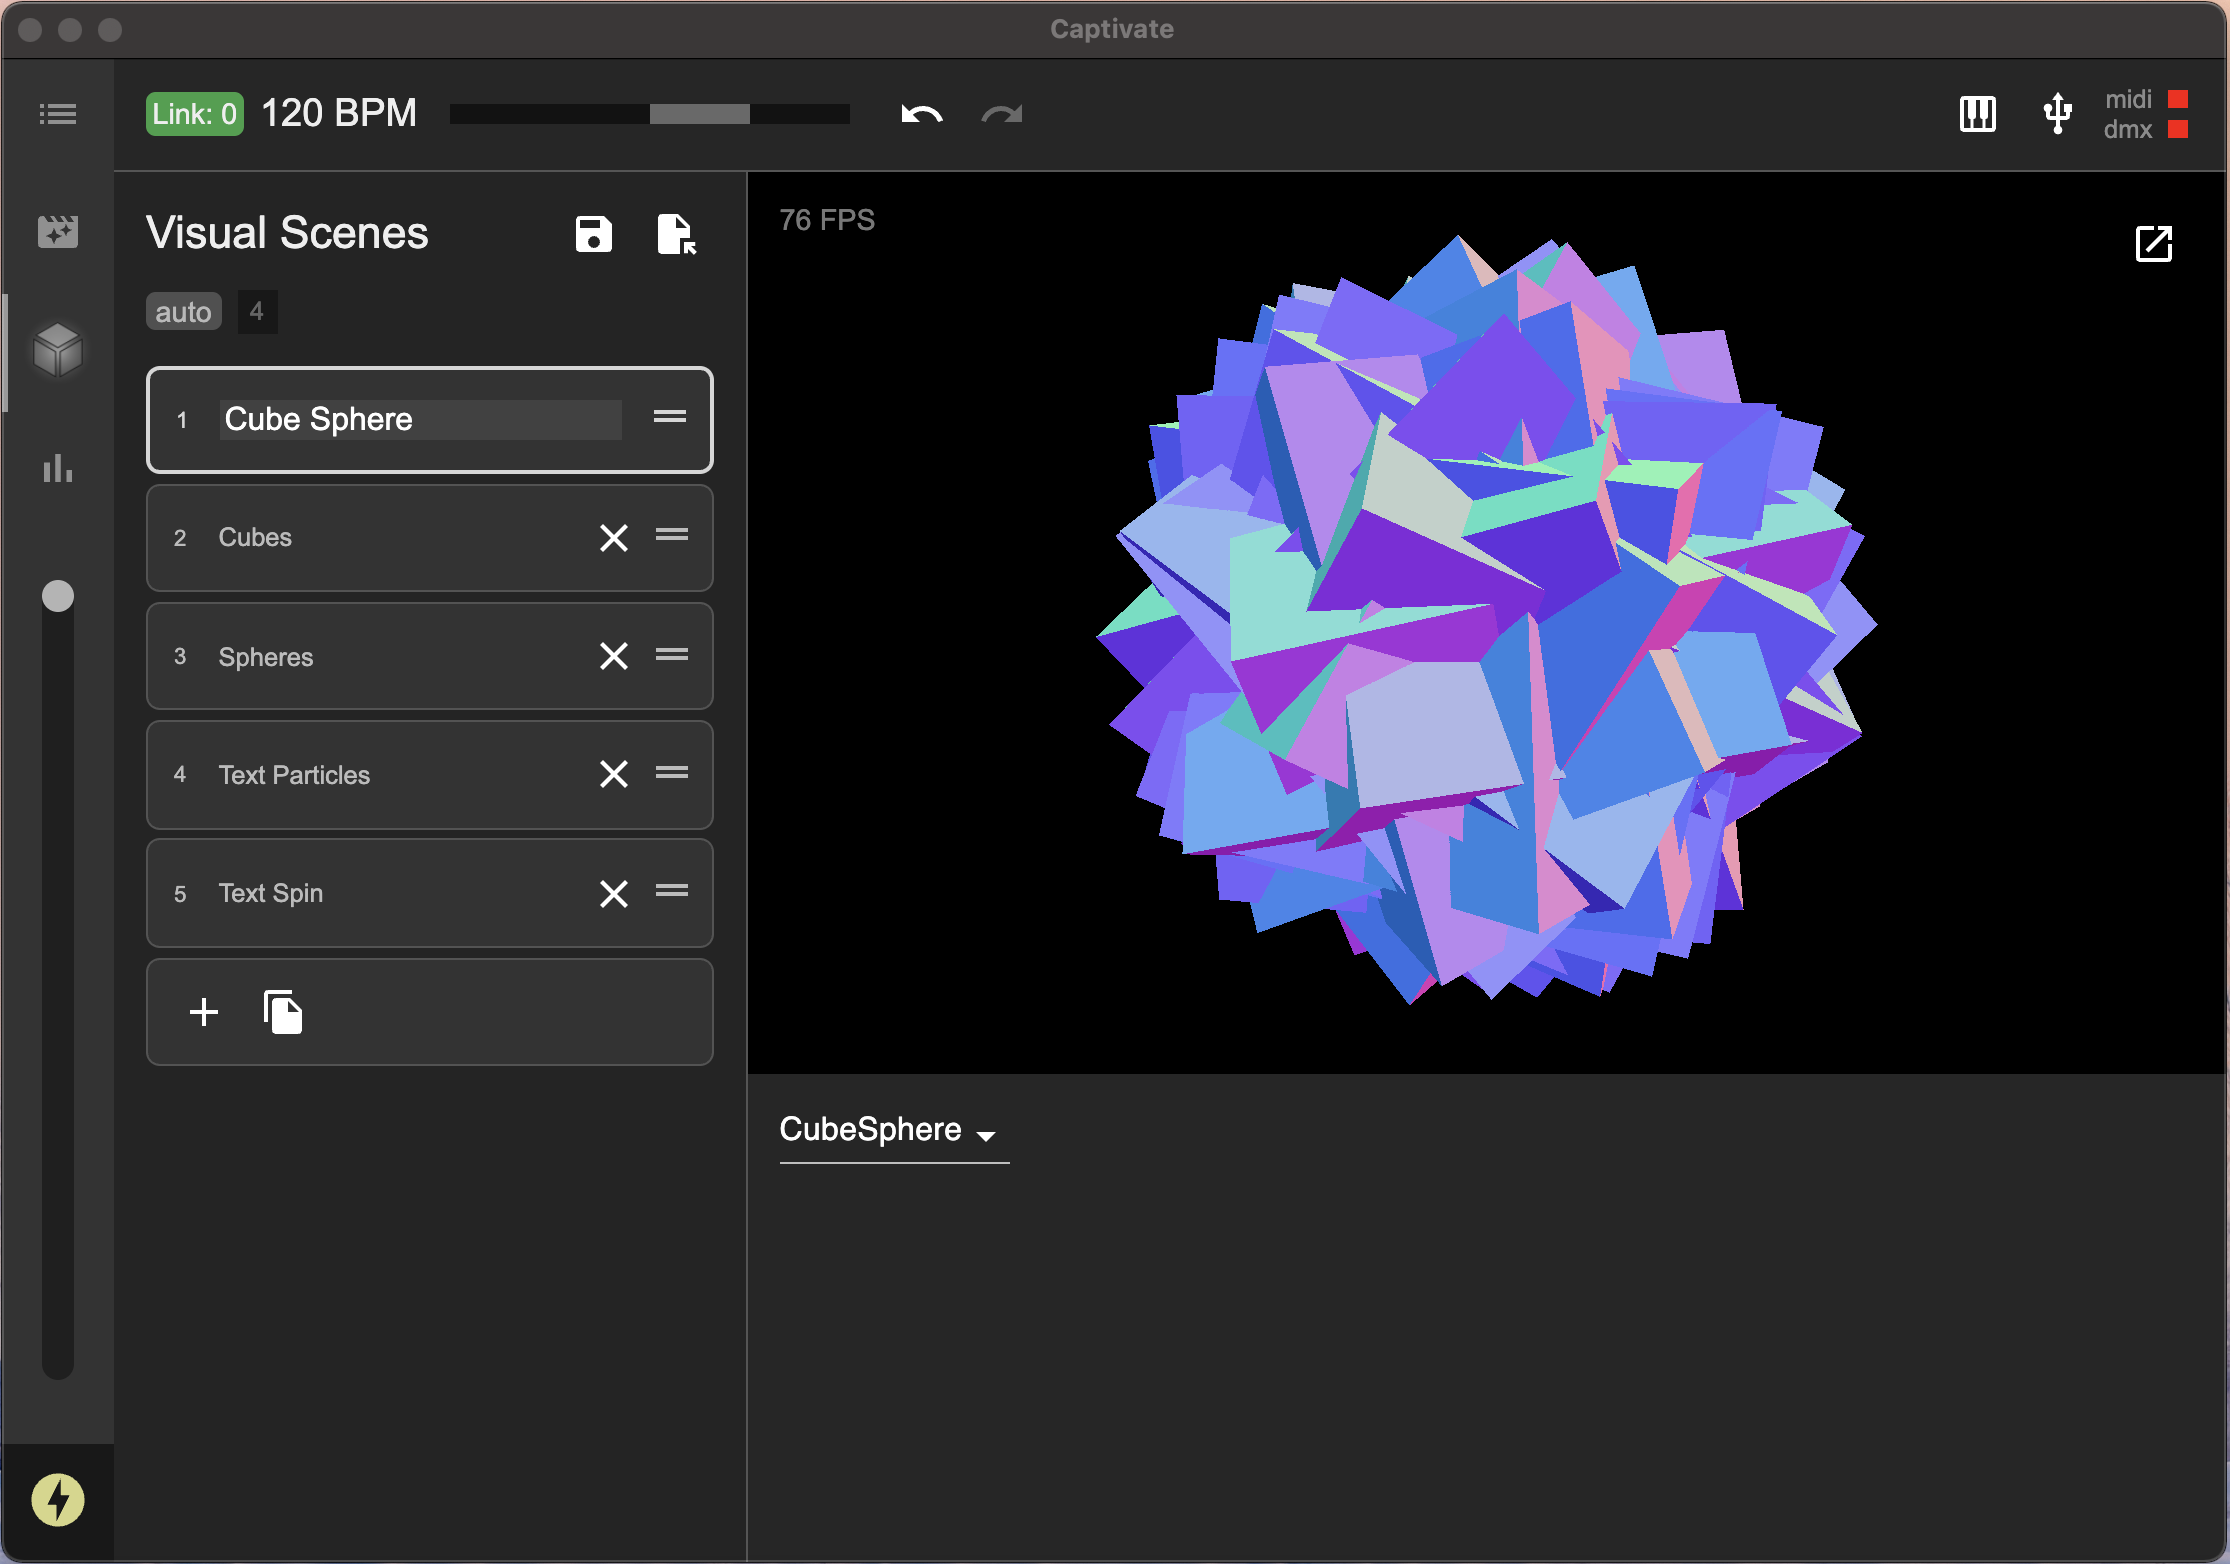 Captivate
Link: 0 120 BPM
midi
dmx
Visual Scenes
auto 4
1 Cube Sphere
2 Cubes
3 Spheres
4 Text Particles
5 Text Spin
76 FPS
CubeSphere